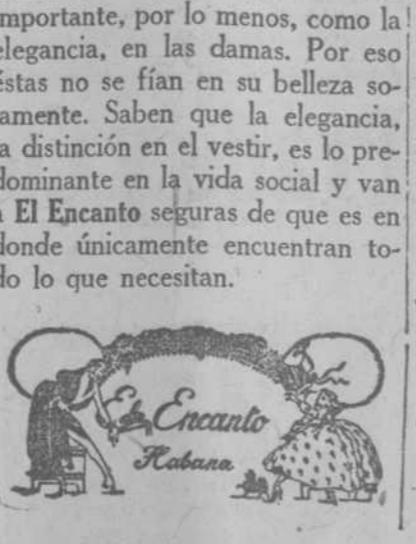 mportante, por lo menos, como la
elegancia, en las damas. Por eso
éstas no se fían en su belleza so-
amente. Saben que la elegancia,
a distinción en el vestir, es lo pre-
dominante en la vida social y van
a El Encanto seguras de que es en
donde únicamente encuentran to-
do lo que necesitan.
El Encanto
Habana